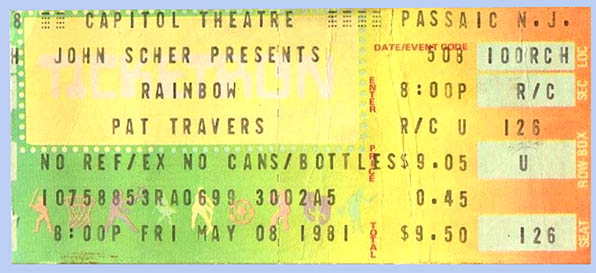 8 CAPITOL THEATRE PASSAIC N.J.
H JOHN SCHER PRESENTS DATE/EVENT CODE 508 100RCH SEC LOC
TICKETRON
RAINBOW ENTER 8:00P R/C
PAT TRAVERS R/C U 126
NO REF/EX NO CANS/BOTTLES PRICE $9.05 U ROW-BOX
10758853RA0699 3002A5 0.45
8:00P FRI MAY 08 1981 TOTAL $9.50 126 SEAT